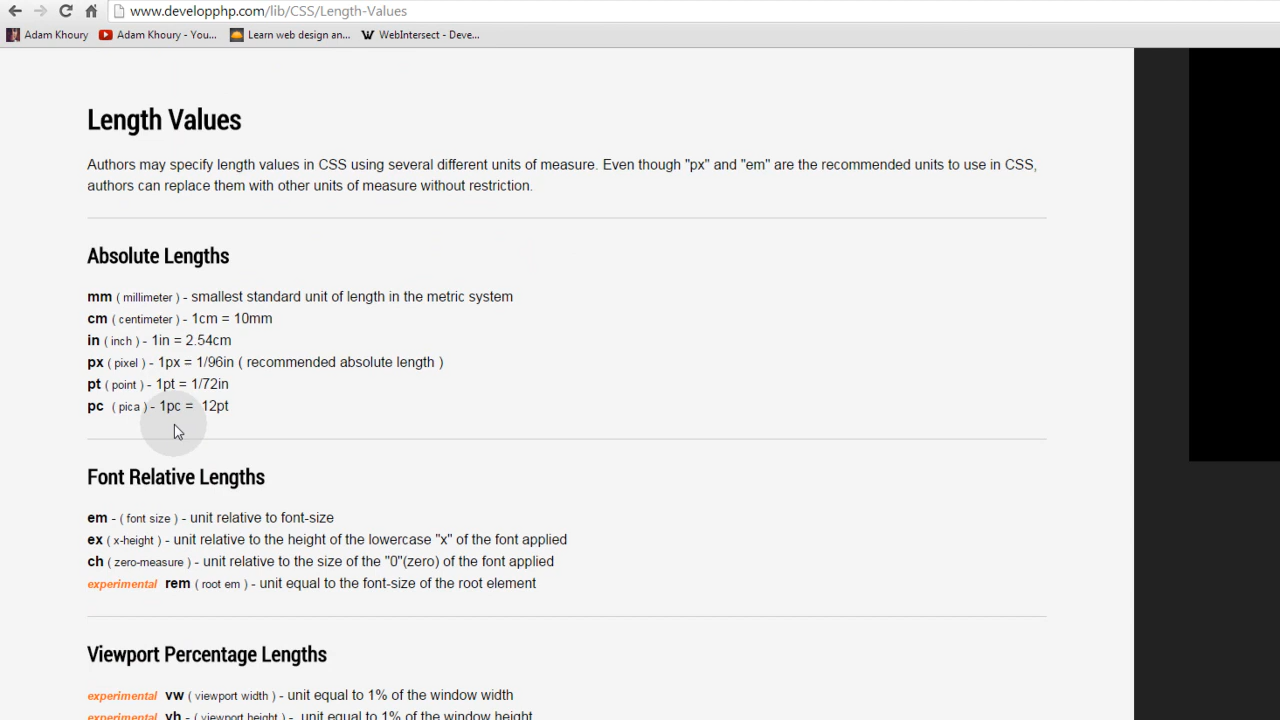 www.developphp.com/lib/CSS/Length-Values
Adam Khoury Adam Khoury - You... Learn web design an... WebIntersect - Deve...
Length Values
Authors may specify length values in CSS using several different units of measure. Even though "px" and "em" are the recommended units to use in CSS,
authors can replace them with other units of measure without restriction.
Absolute Lengths
mm ( millimeter ) - smallest standard unit of length in the metric system
cm ( centimeter ) - 1cm = 10mm
in ( inch ) - 1in = 2.54cm
px ( pixel ) - 1px = 1/96in ( recommended absolute length )
pt ( point ) - 1pt = 1/72in
pc ( pica ) - 1pc = 12pt
Font Relative Lengths
em - ( font size ) - unit relative to font-size
ex ( x-height ) - unit relative to the height of the lowercase "x" of the font applied
ch ( zero-measure ) - unit relative to the size of the "0"(zero) of the font applied
experimental rem ( root em ) - unit equal to the font-size of the root element
Viewport Percentage Lengths
experimental vw ( viewport width ) - unit equal to 1% of the window width
experimental vh ( viewport height ) - unit equal to 1% of the window height